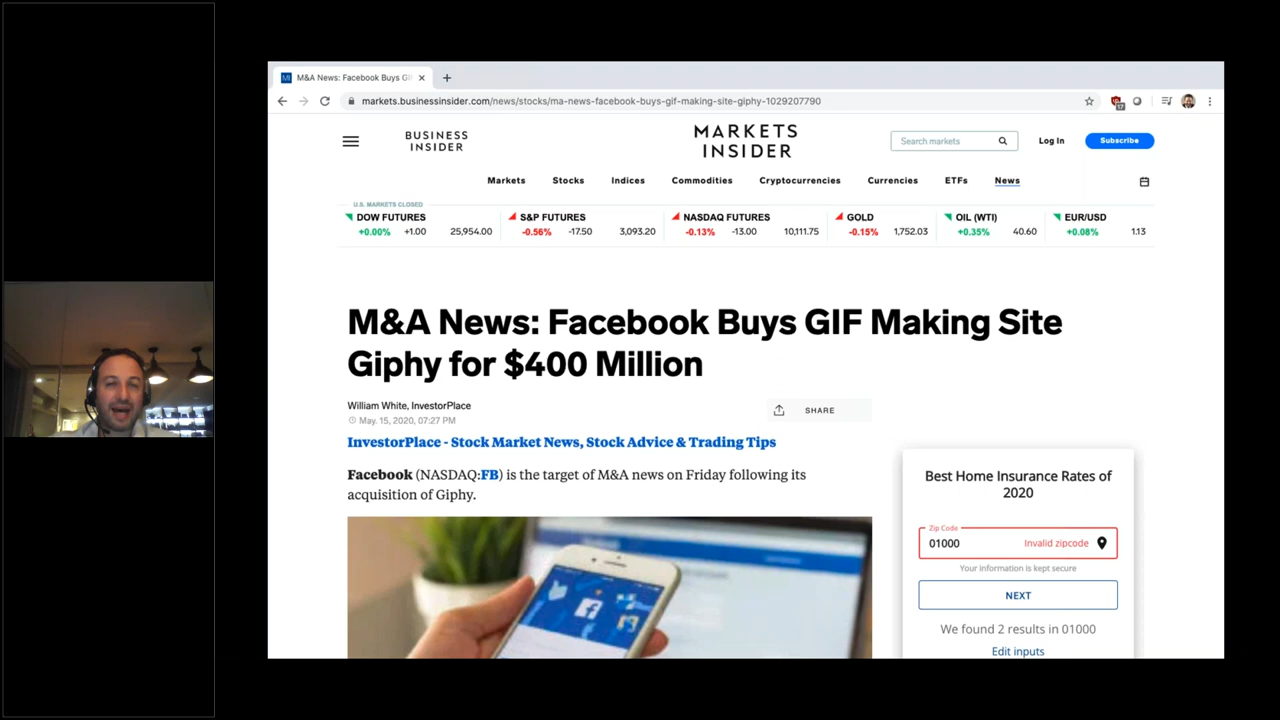 M&A News: Facebook Buys GI
markets.businessinsider.com/news/stocks/ma-news-facebook-buys-gif-making-site-giphy-1029207790
17
BUSINESS
INSIDER
MARKETS
INSIDER
Search markets
Log In
Subscribe
Markets Stocks Indices Commodities Cryptocurrencies Currencies ETFs News
U.S. MARKETS CLOSED
DOW FUTURES
+0.00% +1.00 25,954.00
S&P FUTURES
-0.56% -17.50 3,093.20
NASDAQ FUTURES
-0.13% -13.00 10,111.75
GOLD
-0.15% 1,752.03
OIL (WTI)
+0.35% 40.60
EUR/USD
+0.08% 1.13
M&A News: Facebook Buys GIF Making Site
Giphy for $400 Million
William White, InvestorPlace
May. 15, 2020, 07:27 PM
SHARE
InvestorPlace - Stock Market News, Stock Advice & Trading Tips
Facebook (NASDAQ:FB) is the target of M&A news on Friday following its
acquisition of Giphy.
Best Home Insurance Rates of
2020
Zip Code
01000 Invalid zipcode
Your information is kept secure
NEXT
We found 2 results in 01000
Edit inputs